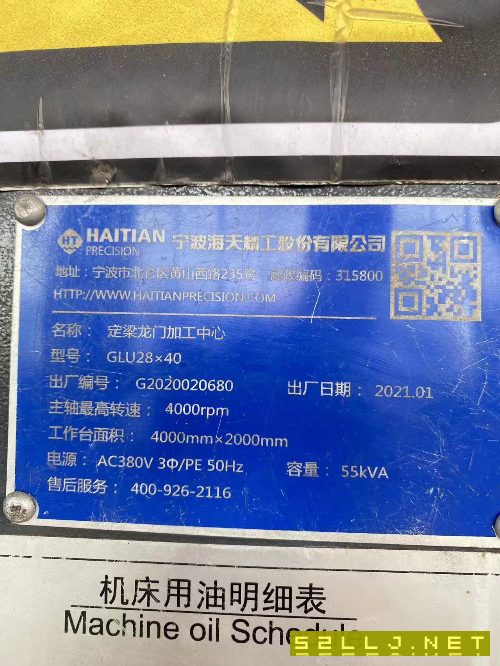 HAITIAN PRECISION 宁波海天精工股份有限公司
地址：宁波市北仑区黄山西路235号 邮政编码：315800
HTTP://WWW.HAITIANPRECISION.COM
名称： 定梁龙门加工中心
型号： GLU28×40
出厂编号： G2020020680 出厂日期： 2021.01
主轴最高转速： 4000rpm
工作台面积： 4000mm×2000mm
电源： AC380V 3Φ/PE 50Hz 容量： 55kVA
售后服务： 400-926-2116
机床用油明细表
Machine oil Schedule
52LLJ.NET